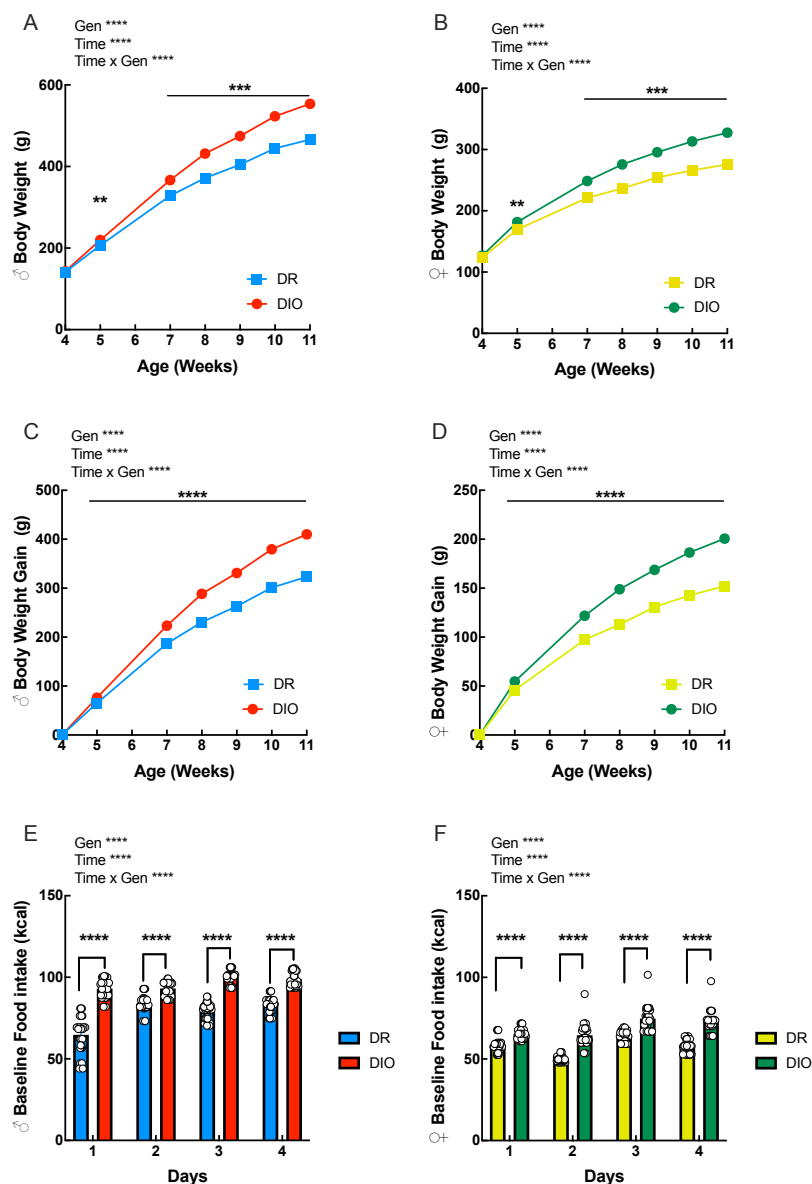 A
Gen ****
Time ****
Time x Gen ****
***
**
600
400
200
0
♂ Body Weight (g)
DR
DIO
4 5 7 8 9 10 11
Age (Weeks)
B
Gen ****
Time ****
Time x Gen ****
***
**
400
300
200
100
0
♀ Body Weight (g)
DR
DIO
4 5 7 8 9 10 11
Age (Weeks)
C
Gen ****
Time ****
Time x Gen ****
****
500
400
300
200
100
0
♂ Body Weight Gain (g)
DR
DIO
4 5 7 8 9 10 11
Age (Weeks)
D
Gen ****
Time ****
Time x Gen ****
****
250
200
150
100
50
0
♀ Body Weight Gain (g)
DR
DIO
4 5 7 8 9 10 11
Age (Weeks)
E
Gen ****
Time ****
Time x Gen ****
150
100
50
0
♂ Baseline Food intake (kcal)
**** **** **** ****
DR
DIO
1 2 3 4
Days
F
Gen ****
Time ****
Time x Gen ****
150
100
50
0
♀ Baseline Food intake (kcal)
**** **** **** ****
DR
DIO
1 2 3 4
Days